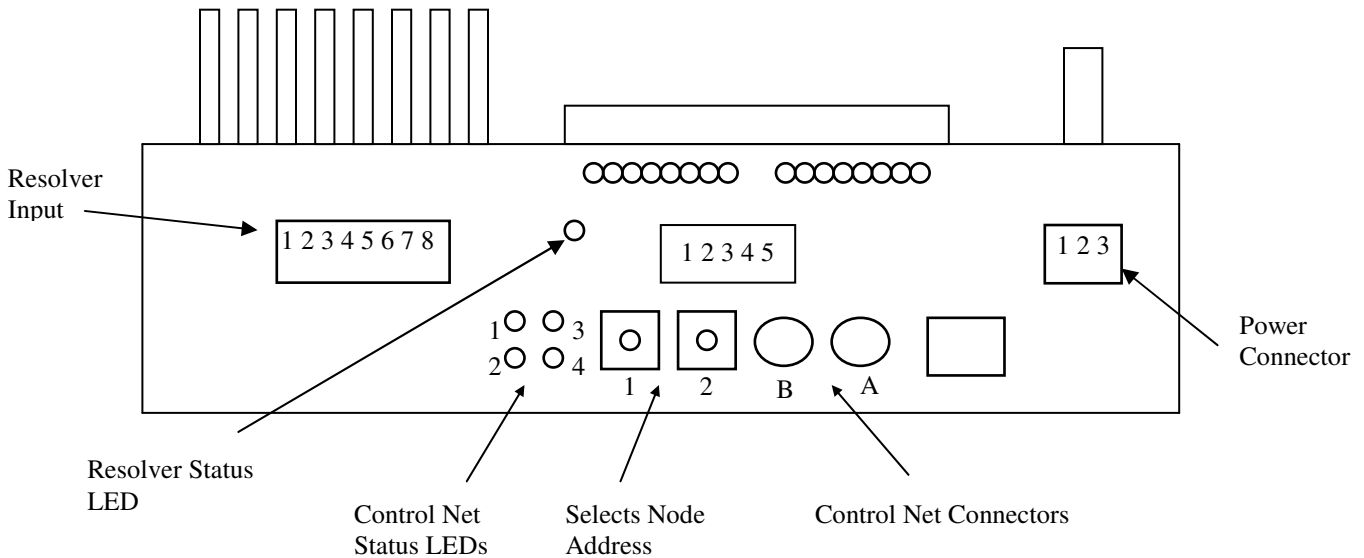 Resolver
Input
1 2 3 4 5 6 7 8
1 2 3 4 5
1 2 3
1
3
2
4
1
2
B
A
Power
Connector
Resolver Status
LED
Control Net
Status LEDs
Selects Node
Address
Control Net Connectors